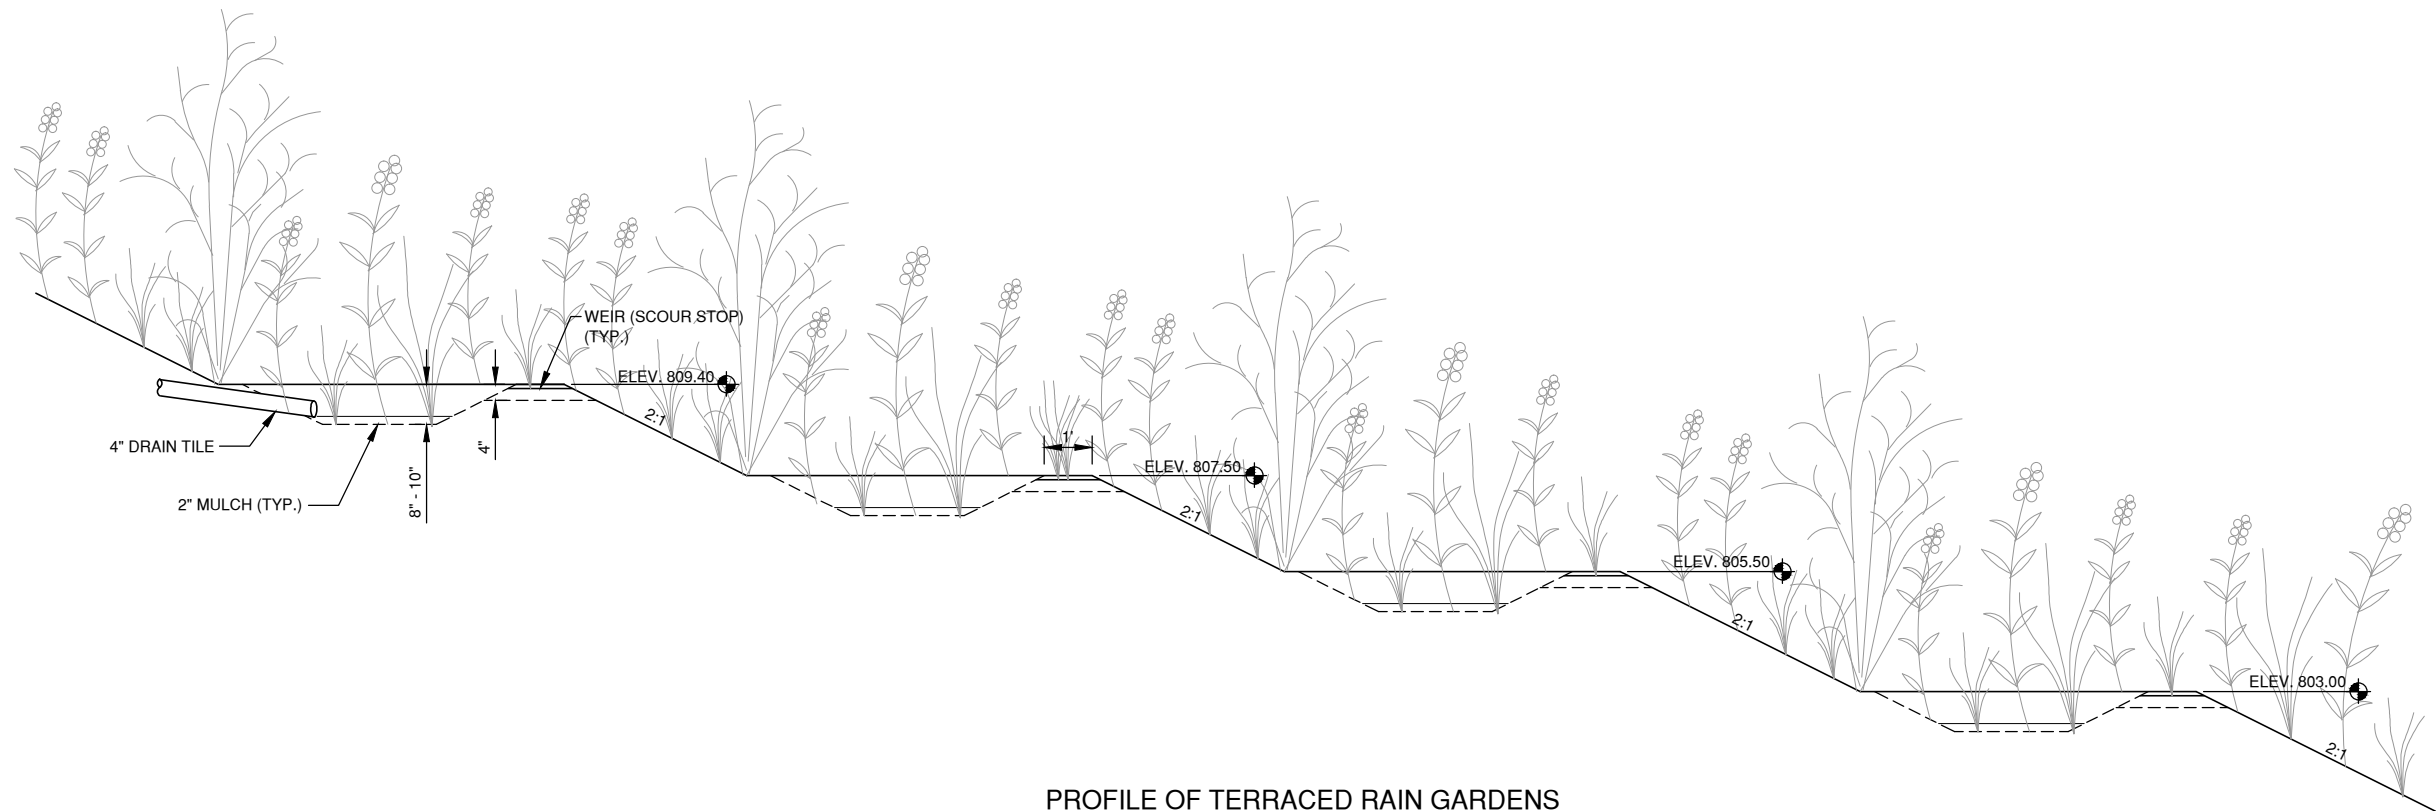 WEIR (SCOUR STOP)
(TYP.)
ELEV. 809.40
2:1
4" DRAIN TILE
4"
8" - 10"
2" MULCH (TYP.)
1'
ELEV. 807.50
2:1
ELEV. 805.50
2:1
ELEV. 803.00
2:1
PROFILE OF TERRACED RAIN GARDENS